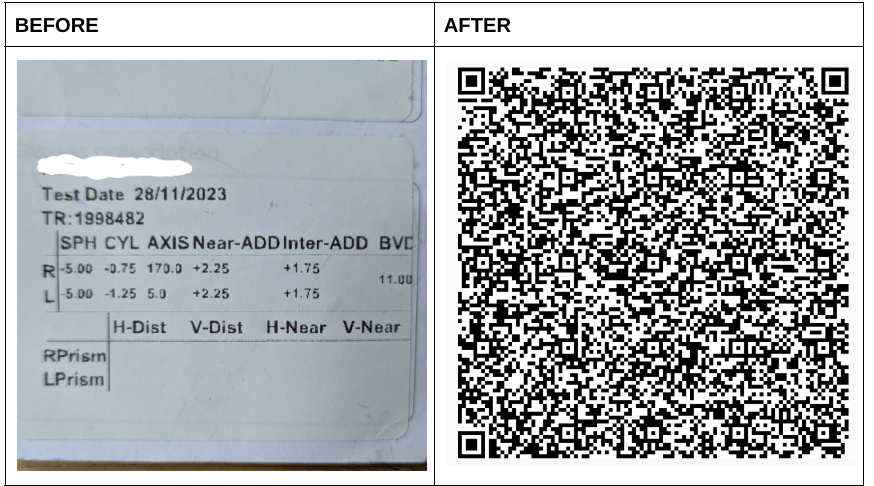 BEFORE
AFTER
Test Date 28/11/2023
TR:1998482
SPH CYL AXIS Near-ADD Inter-ADD BVD
R -5.00 -0.75 170.0 +2.25 +1.75
11.00
L -5.00 -1.25 5.0 +2.25 +1.75
H-Dist V-Dist H-Near V-Near
RPrism
LPrism